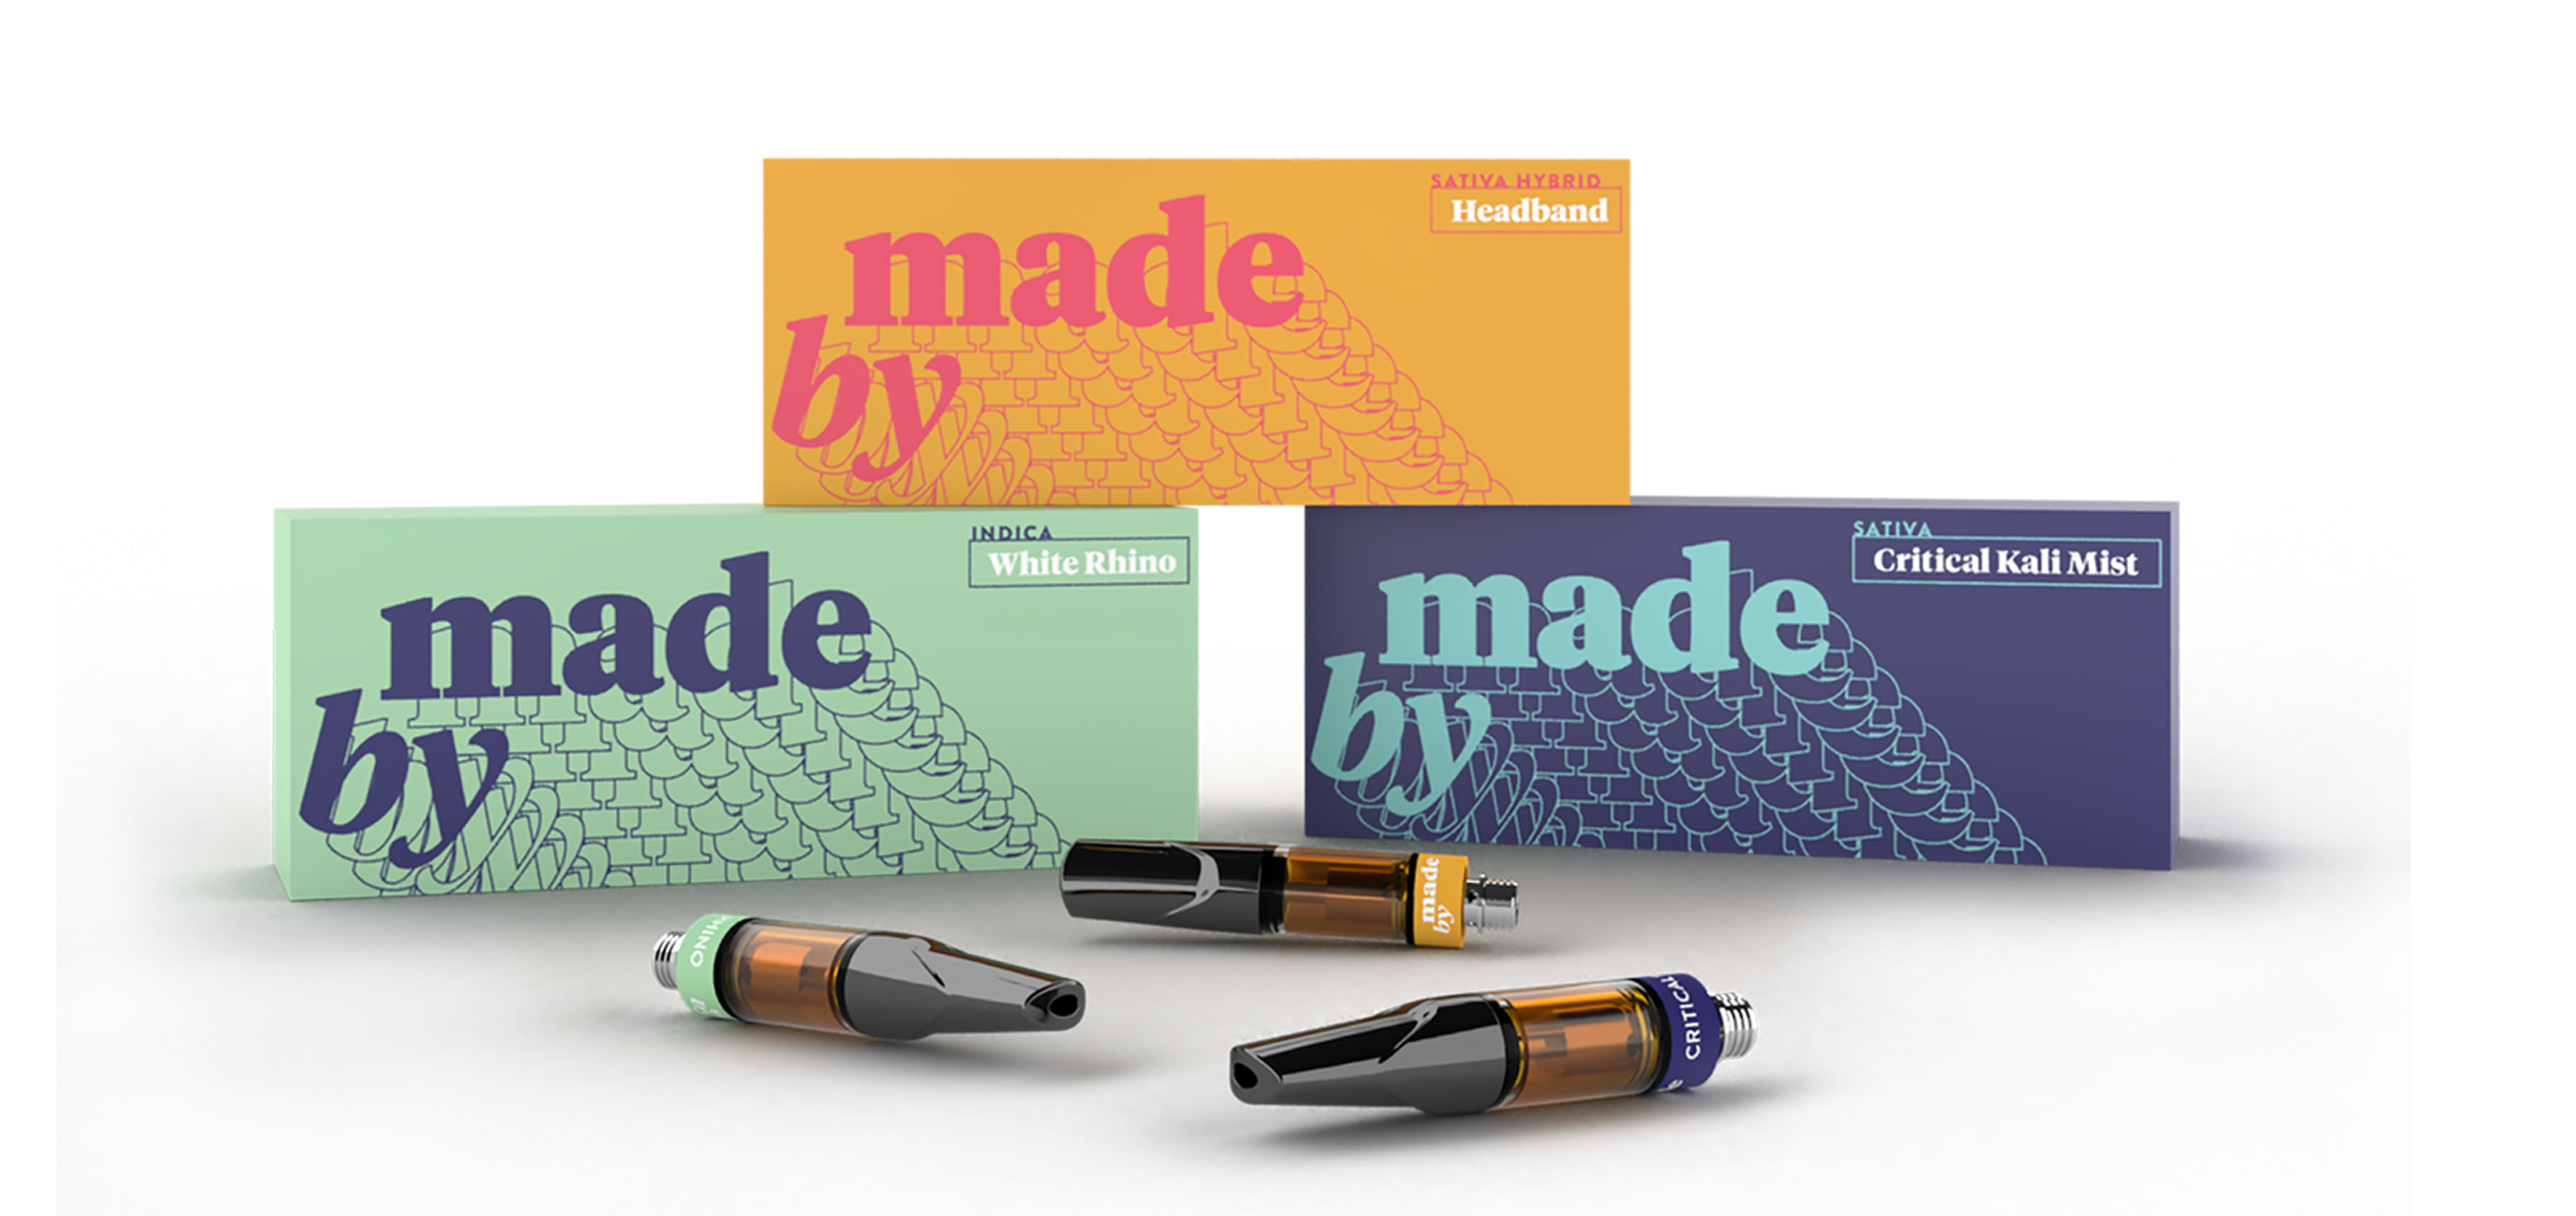 SATIVA HYBRID
Headband
made
by
INDICA
White Rhino
made
by
SATIVA
Critical Kali Mist
made
by
made
by
CRITICAL